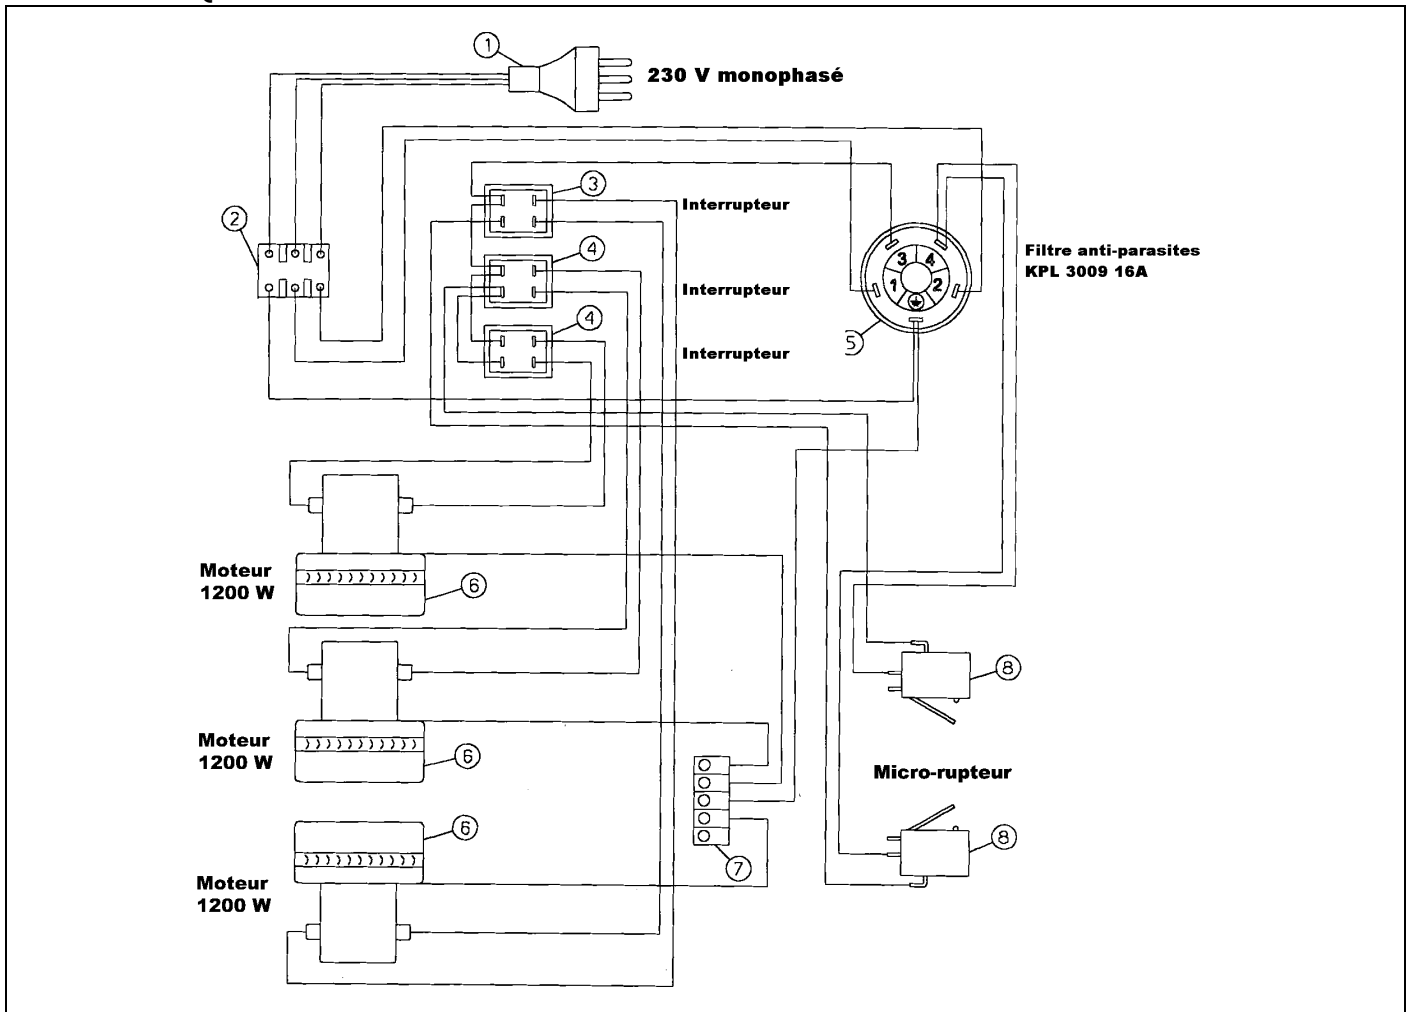 1
230 V monophasé
3
Interrupteur
2
4
Interrupteur
Filtre anti-parasites
KPL 3009 16A
3 4
1 2
4
Interrupteur
5
Moteur
1200 W
6
8
Moteur
1200 W
6
Micro-rupteur
6
8
7
Moteur
1200 W